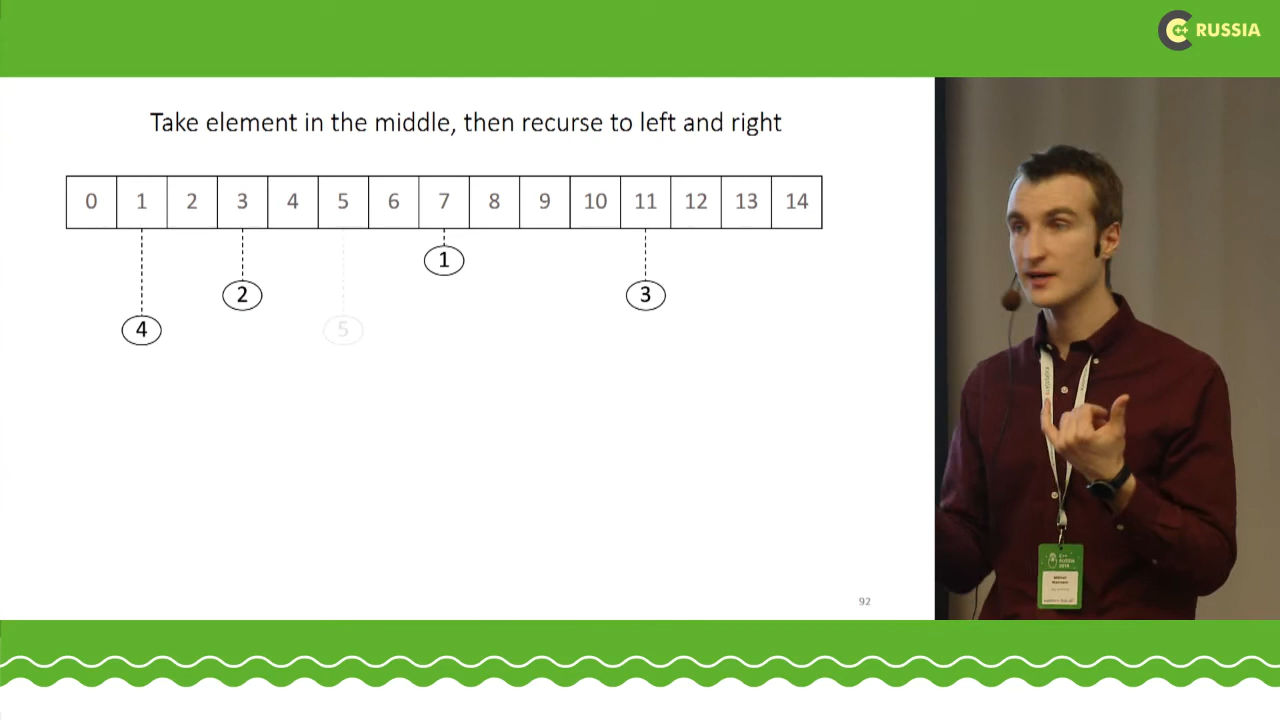 C++ RUSSIA
Take element in the middle, then recurse to left and right
0 1 2 3 4 5 6 7 8 9 10 11 12 13 14
1
2 3
4 5
92
C++
RUSSIA